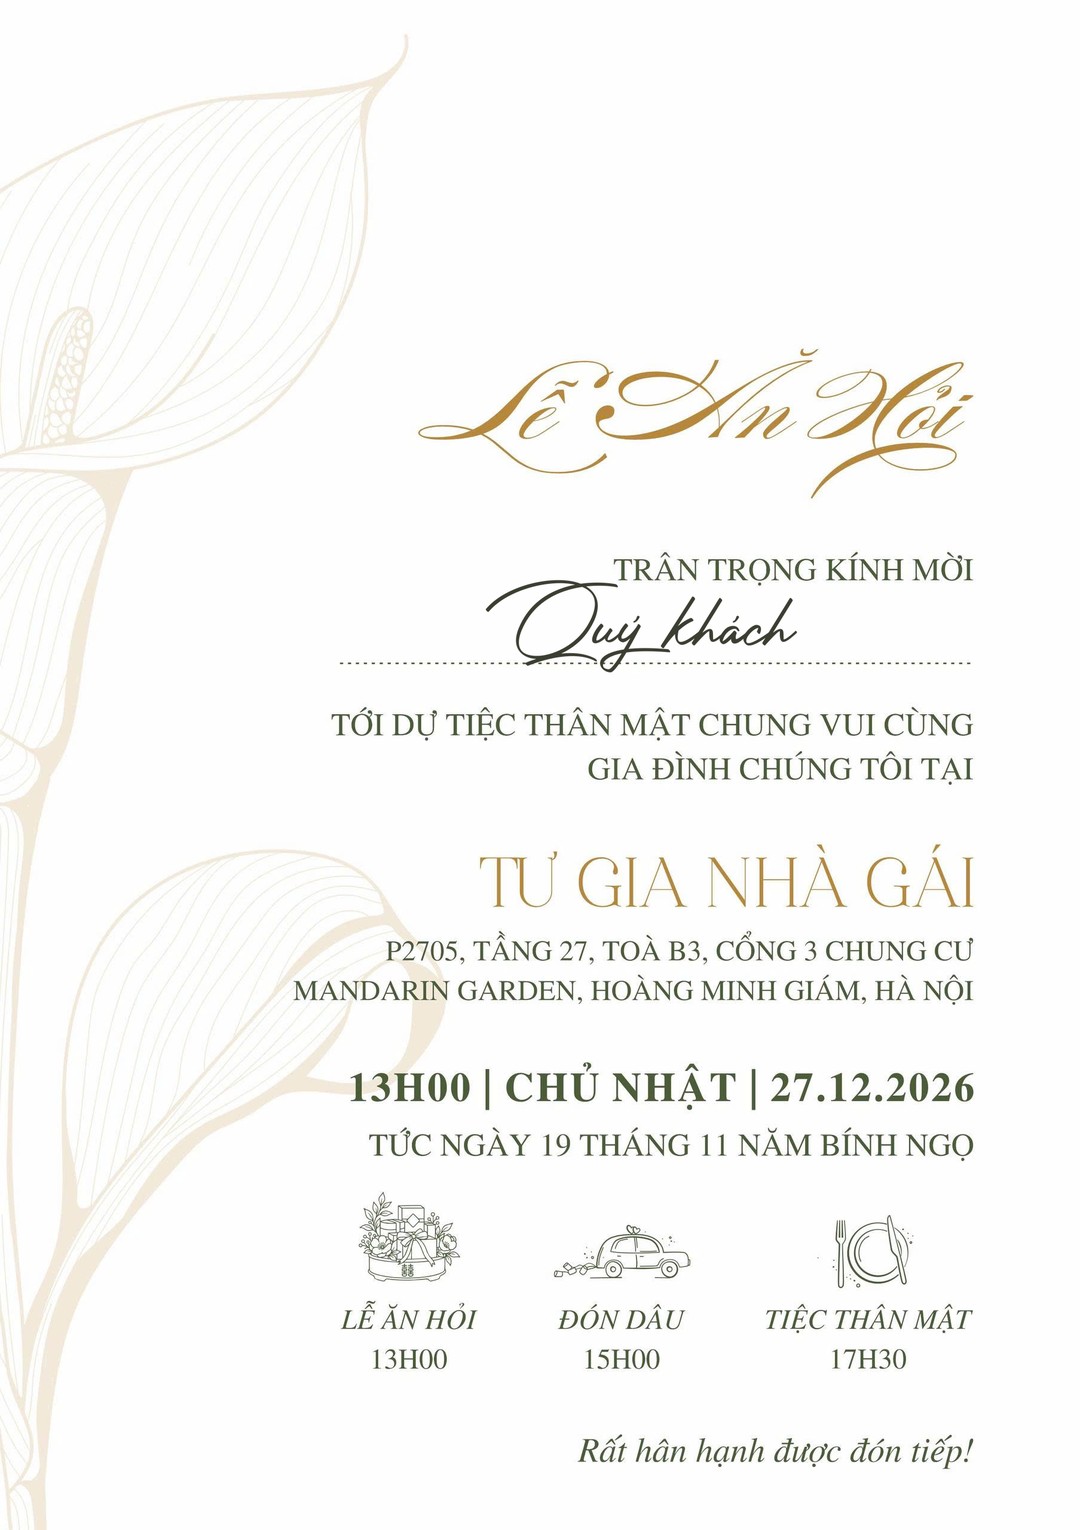 Lễ Ăn Hỏi
TRÂN TRỌNG KÍNH MỜI
Quý khách
TỚI DỰ TIỆC THÂN MẬT CHUNG VUI CÙNG
GIA ĐÌNH CHÚNG TÔI TẠI
TƯ GIA NHÀ GÁI
P2705, TẦNG 27, TOÀ B3, CỔNG 3 CHUNG CƯ
MANDARIN GARDEN, HOÀNG MINH GIÁM, HÀ NỘI
13H00 | CHỦ NHẬT | 27.12.2026
TỨC NGÀY 19 THÁNG 11 NĂM BÍNH NGỌ
LỄ ĂN HỎI
13H00
ĐÓN DÂU
15H00
TIỆC THÂN MẬT
17H30
Rất hân hạnh được đón tiếp!